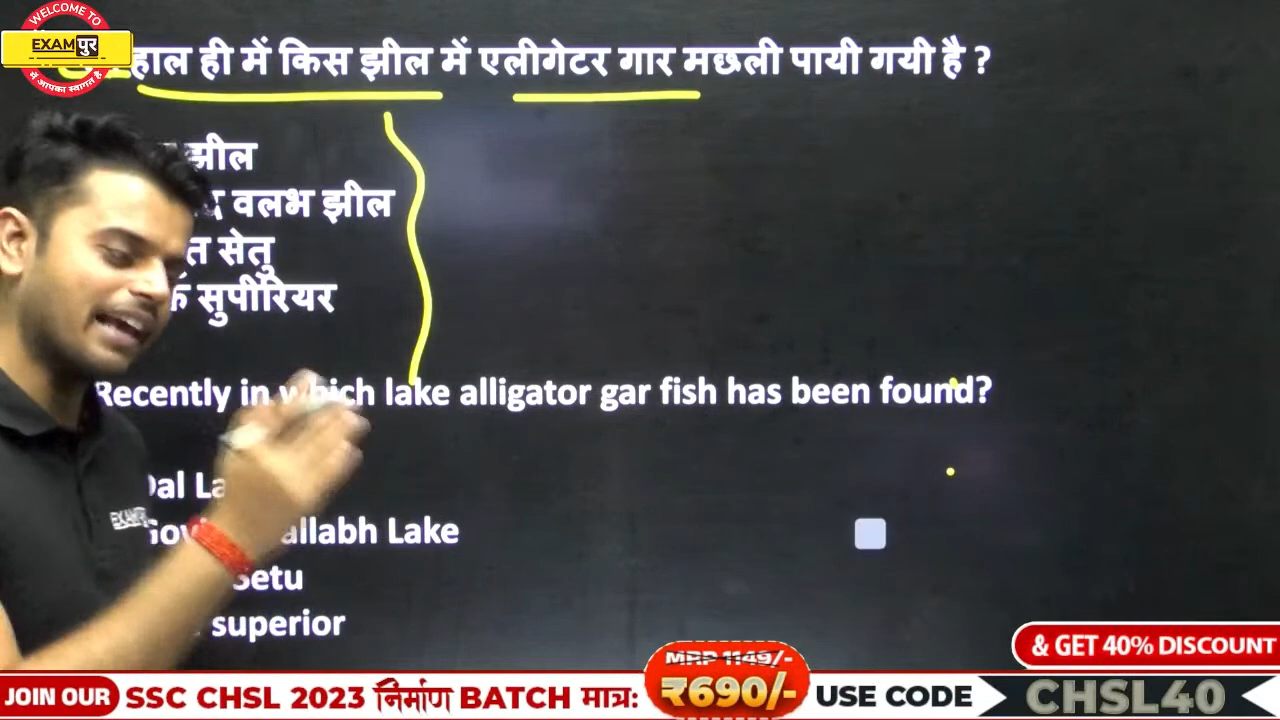 WELCOME TO
EXAMपुर
में आपका स्वागत है
हाल ही में किस झील में एलीगेटर गार मछली पायी गयी है ?
झील
वलभ झील
सेतु
सुपीरियर
Recently in which lake alligator gar fish has been found?
Dal
allabh Lake
Setu
superior
& GET 40% DISCOUNT
MRP 1149/-
JOIN OUR SSC CHSL 2023 निर्माण BATCH मात्र: ₹690/- USE CODE CHSL40